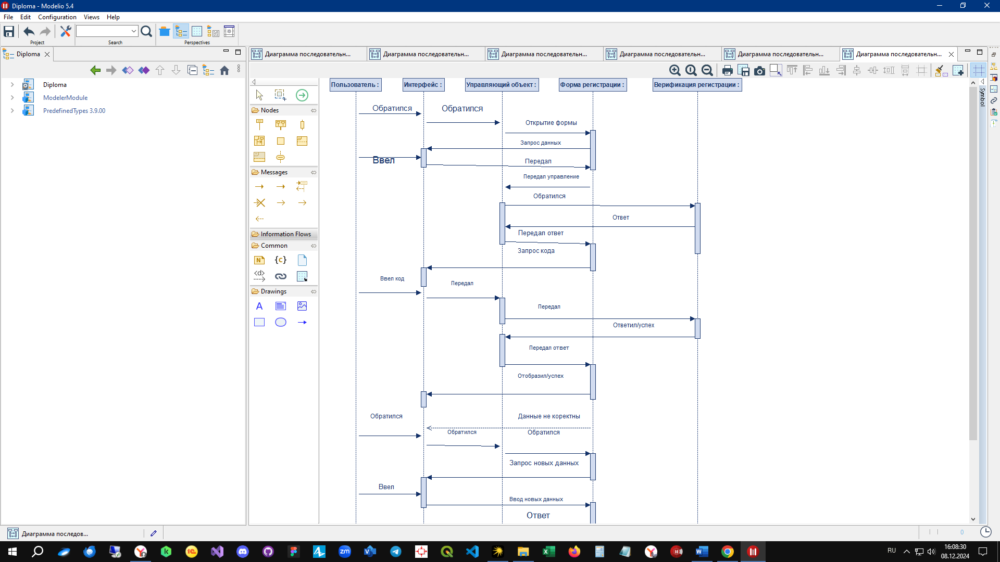 Diploma - Modelio 5.4
File Edit Configuration Views Help
Project Search Perspectives
Diploma
Diploma
ModelerModule
PredefinedTypes 3.9.00
Диаграмма последовательн...
Диаграмма последовательн...
Диаграмма последовательн...
Диаграмма последовательн...
Диаграмма последовательн...
Диаграмма последовательн...
Nodes
Messages
Information Flows
Common
N
{c}
<d>
Drawings
A
Symbol
Пользователь :
Интерфейс :
Управляющий объект :
Форма регистрации :
Верификация регистрации :
Обратился
Обратился
Открытие формы
Запрос данных
Ввел
Передал
Передал управление
Обратился
Ответ
Передал ответ
Запрос кода
Ввел код
Передал
Передал
Ответил/успех
Передал ответ
Отобразил/успех
Обратился
Данные не коректны
Обратился
Обратился
Запрос новых данных
Ввел
Ввод новых данных
Ответ
Диаграмма последов...
0
zm
RU
16:08:30
08.12.2024